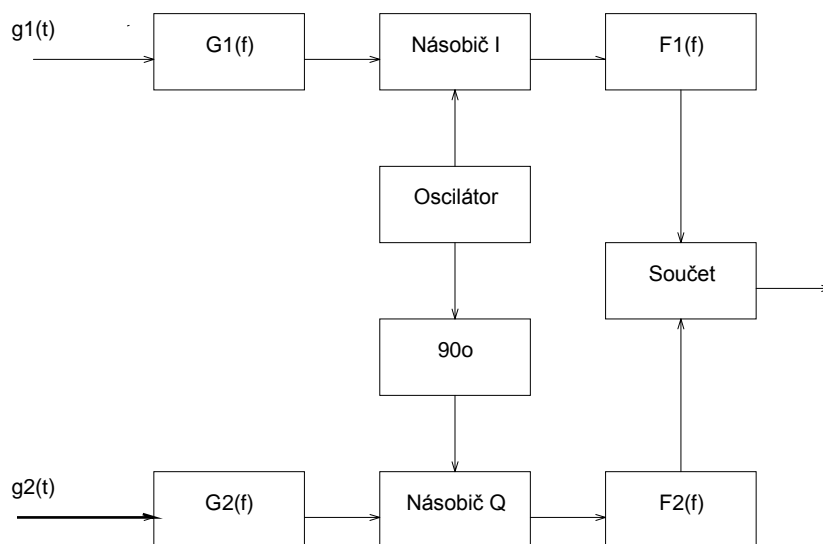 g1(t)
G1(f)
Násobič I
F1(f)
Oscilátor
Součet
90o
g2(t)
G2(f)
Násobič Q
F2(f)